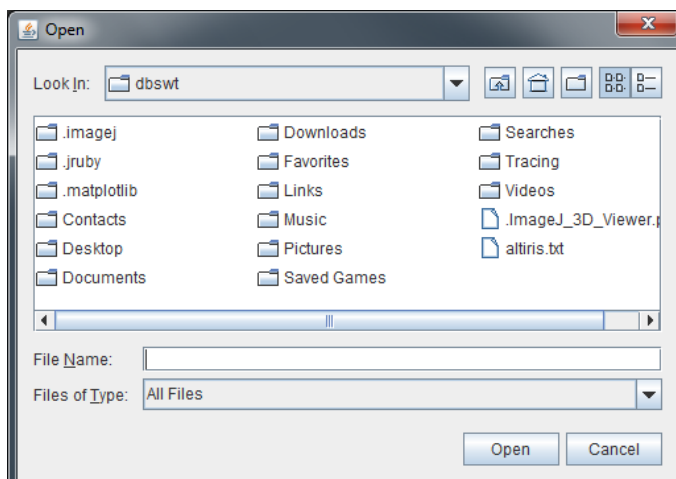 Open
Look In: dbswt
.imagej Downloads Searches
.jruby Favorites Tracing
.matplotlib Links Videos
Contacts Music .ImageJ_3D_Viewer.p
Desktop Pictures altiris.txt
Documents Saved Games
File Name:
Files of Type: All Files
Open Cancel